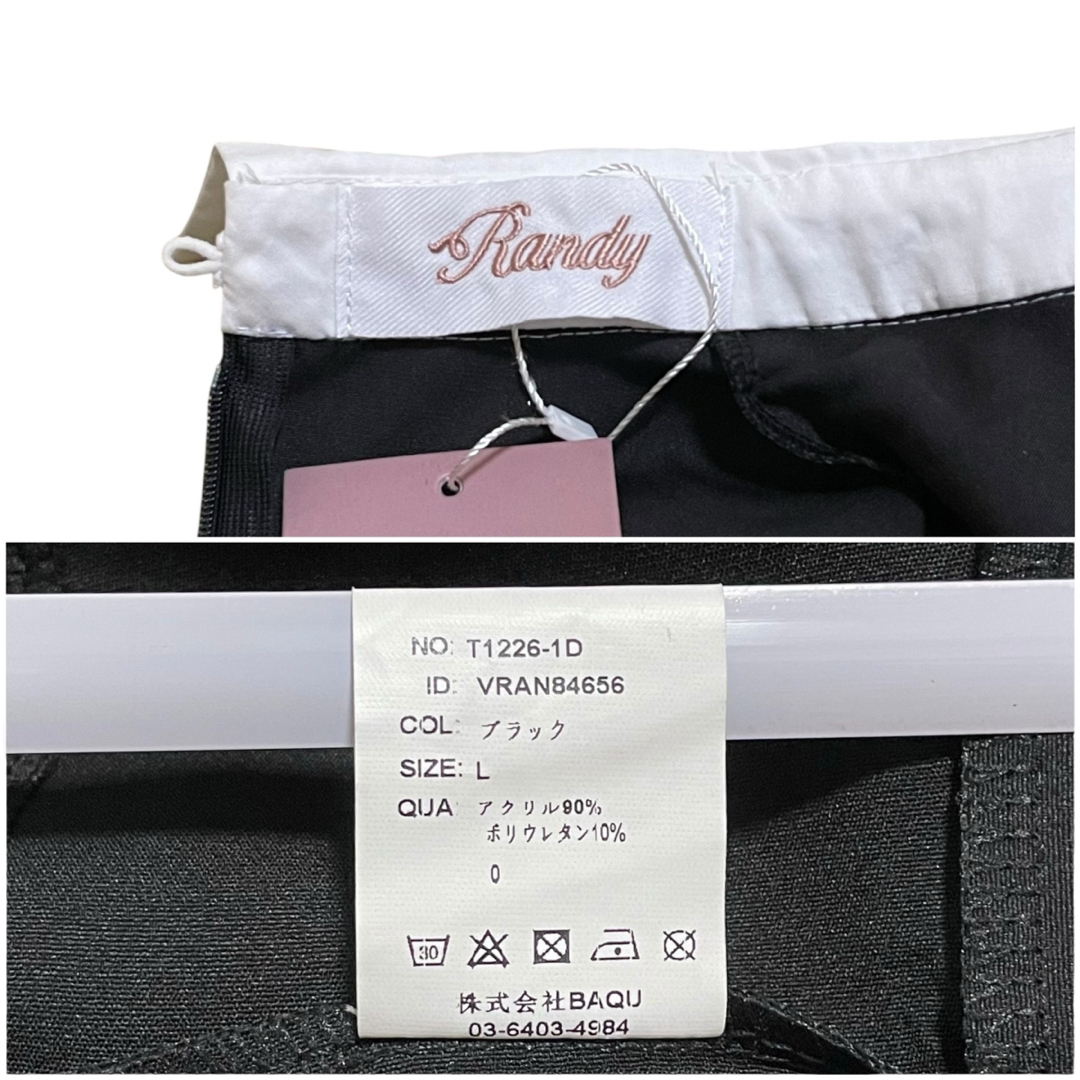 Randy
NO: T1226-1D
ID: VRAN84656
COL: ブラック
SIZE: L
QUA: アクリル90%
ポリウレタン10%
0
30
株式会社BAQU
03-6403-4984